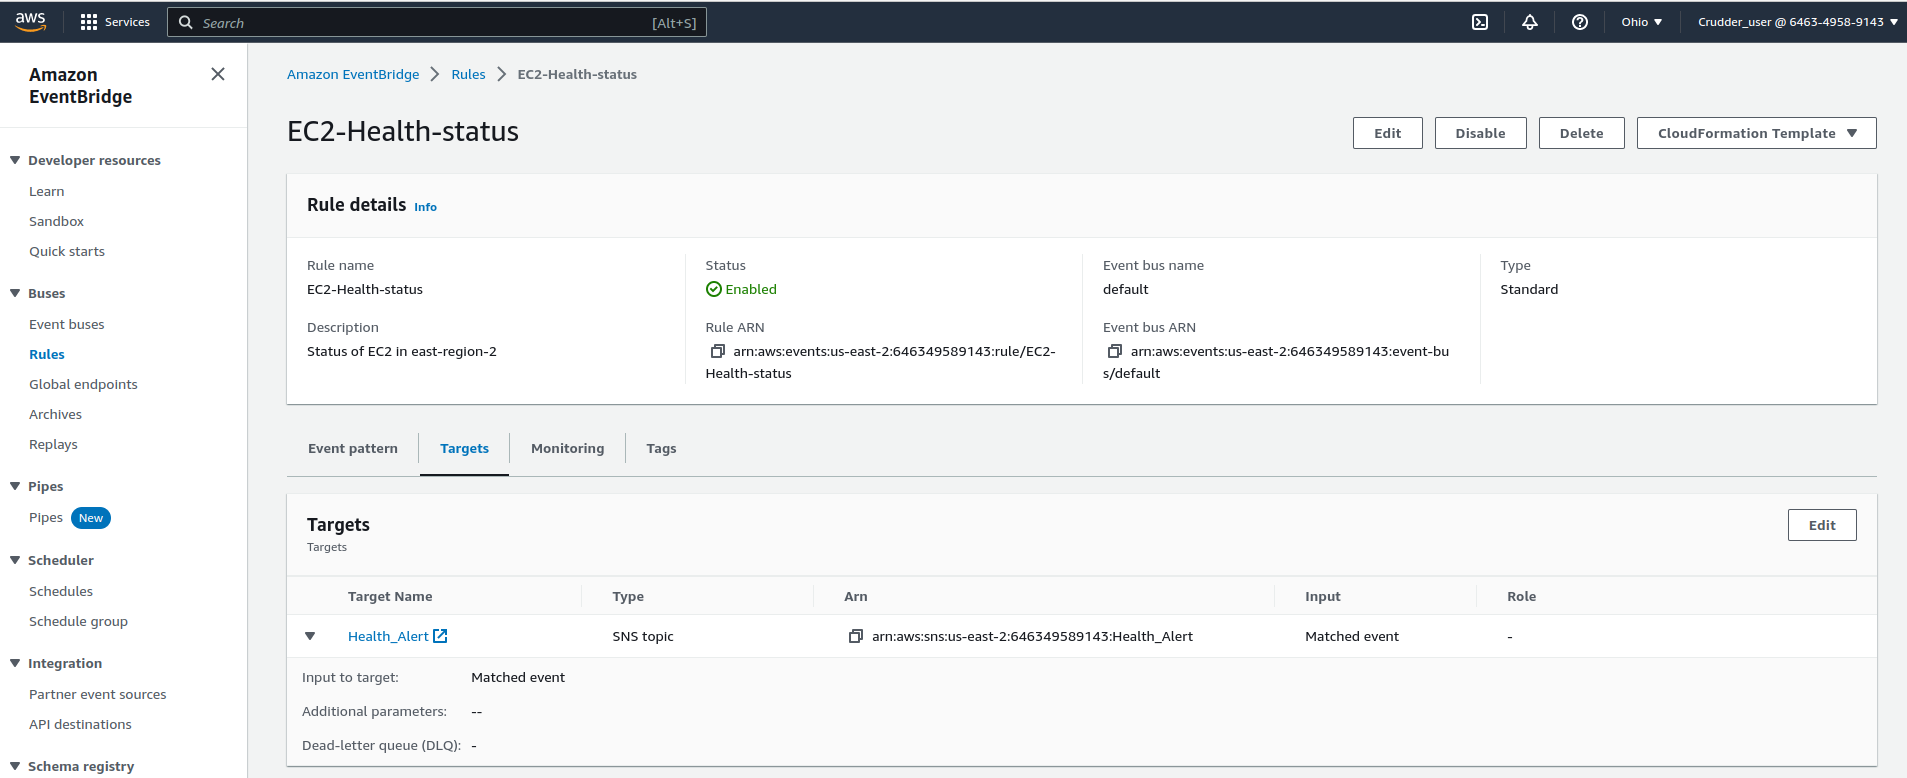 aws
Services
Search
[Alt+S]
Ohio
Crudder_user @ 6463-4958-9143
Amazon
EventBridge
Developer resources
Learn
Sandbox
Quick starts
Buses
Event buses
Rules
Global endpoints
Archives
Replays
Pipes
Pipes New
Scheduler
Schedules
Schedule group
Integration
Partner event sources
API destinations
Schema registry
Amazon EventBridge
Rules
EC2-Health-status
EC2-Health-status
Edit
Disable
Delete
CloudFormation Template
Rule details Info
Rule name
EC2-Health-status
Description
Status of EC2 in east-region-2
Status
Enabled
Rule ARN
arn:aws:events:us-east-2:646349589143:rule/EC2-
Health-status
Event bus name
default
Event bus ARN
arn:aws:events:us-east-2:646349589143:event-bu
s/default
Type
Standard
Event pattern
Targets
Monitoring
Tags
Targets
Targets
Edit
Target Name
Type
Arn
Input
Role
Health_Alert
SNS topic
arn:aws:sns:us-east-2:646349589143:Health_Alert
Matched event
-
Input to target: Matched event
Additional parameters: --
Dead-letter queue (DLQ): -